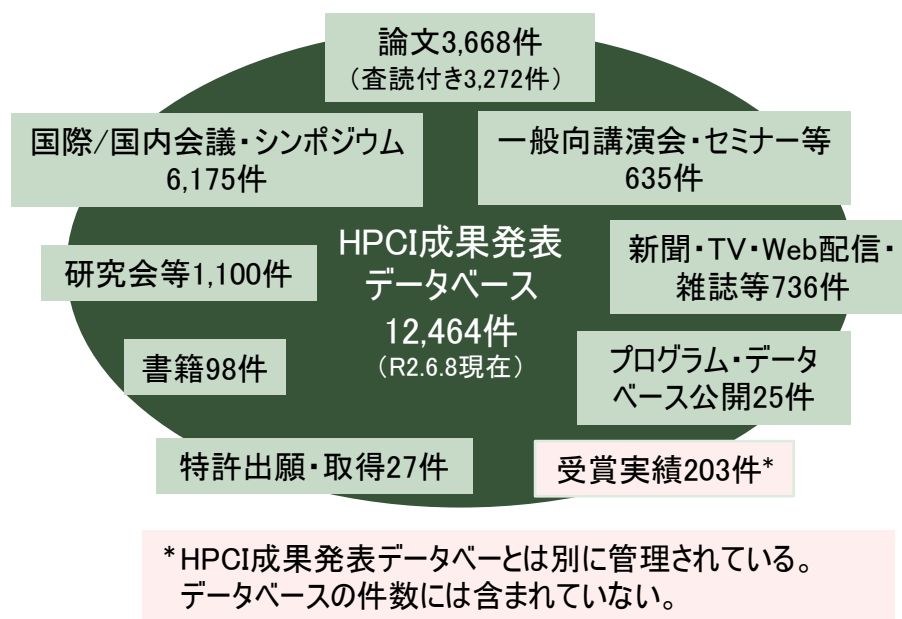 論文3,668件
（査読付き3,272件）
国際/国内会議・シンポジウム
6,175件
一般向講演会・セミナー等
635件
HPCI成果発表
データベース
12,464件
（R2.6.8現在）
研究会等1,100件
新聞・TV・Web配信・
雑誌等736件
書籍98件
プログラム・データ
ベース公開25件
特許出願・取得27件
受賞実績203件*
*HPCI成果発表データベーとは別に管理されている。
データベースの件数には含まれていない。